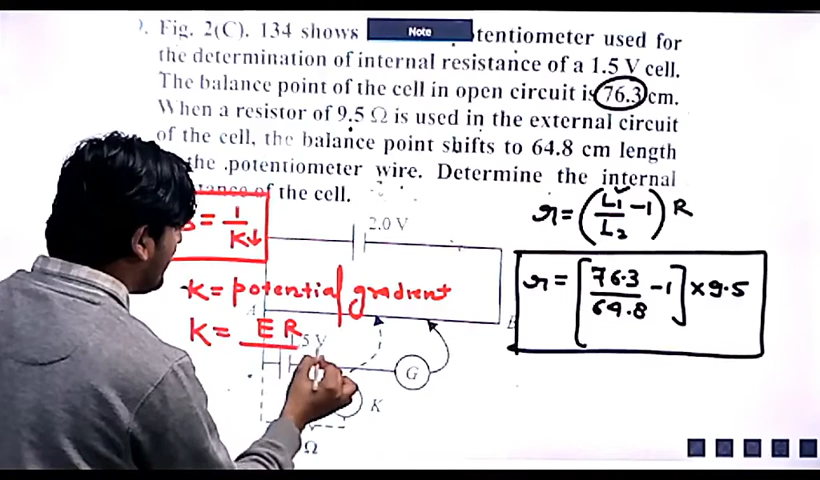 ). Fig. 2(C). 134 shows Note tentiometer used for
the determination of internal resistance of a 1.5 V cell.
The balance point of the cell in open circuit is 76.3 cm.
When a resistor of 9.5 Ω is used in the external circuit
of the cell, the balance point shifts to 64.8 cm length
the potentiometer wire. Determine the internal
tance of the cell.
S = 1/K↓
2.0 V
r = (L1/L2 - 1) R
K = potential gradient
r = [76.3/64.8 - 1] × 9.5
A
B
K = E R
1.5 V
G
K
Ω